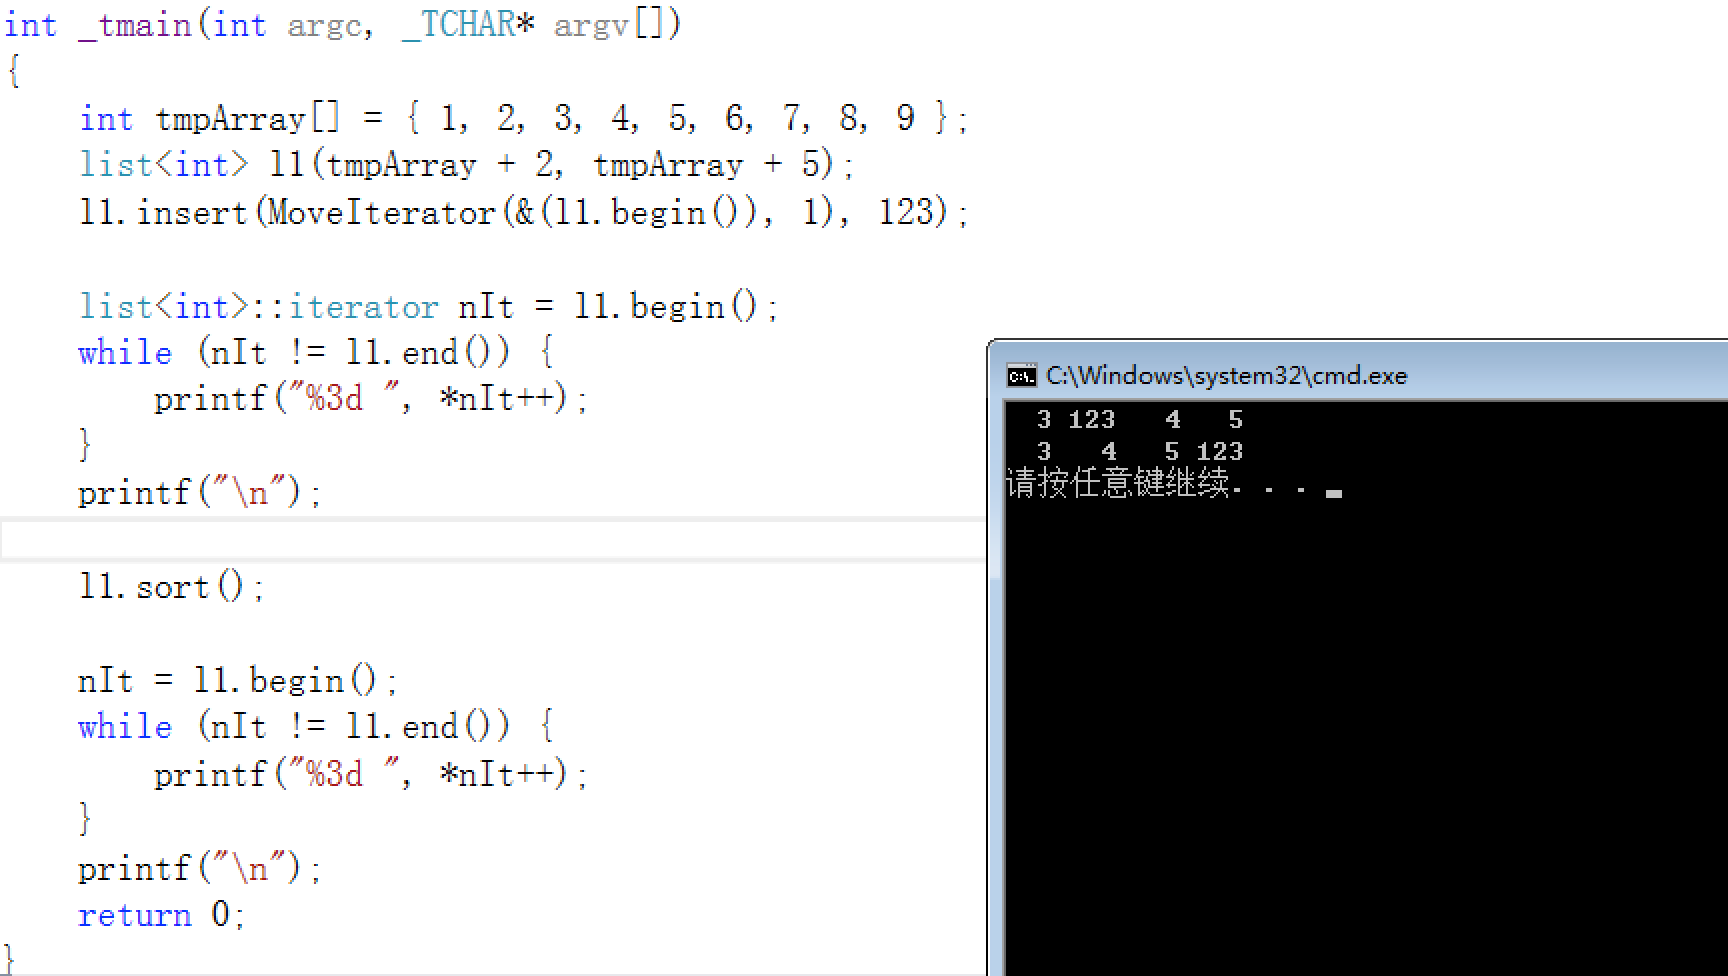 int _tmain(int argc, _TCHAR* argv[])
{
    int tmpArray[] = { 1, 2, 3, 4, 5, 6, 7, 8, 9 };
    list<int> l1(tmpArray + 2, tmpArray + 5);
    l1.insert(MoveIterator(&(l1.begin()), 1), 123);
    list<int>::iterator nIt = l1.begin();
    while (nIt != l1.end()) {
        printf("%3d ", *nIt++);
    }
    printf("\n");
    l1.sort();
    nIt = l1.begin();
    while (nIt != l1.end()) {
        printf("%3d ", *nIt++);
    }
    printf("\n");
    return 0;
}
C:\Windows\system32\cmd.exe
  3 123   4   5
  3   4   5 123
请按任意键继续. . .